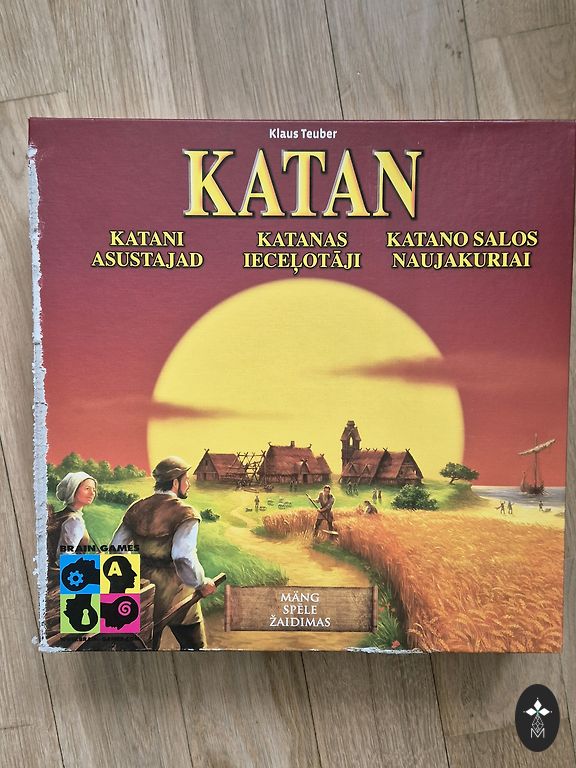 Klaus Teuber
KATAN
KATANI
ASUSTAJAD
KATANAS
IECEĻOTĀJI
KATANO SALOS
NAUJAKURIAI
BRAIN GAMES
A
MÄNG
SPĒLE
ŽAIDIMAS
M